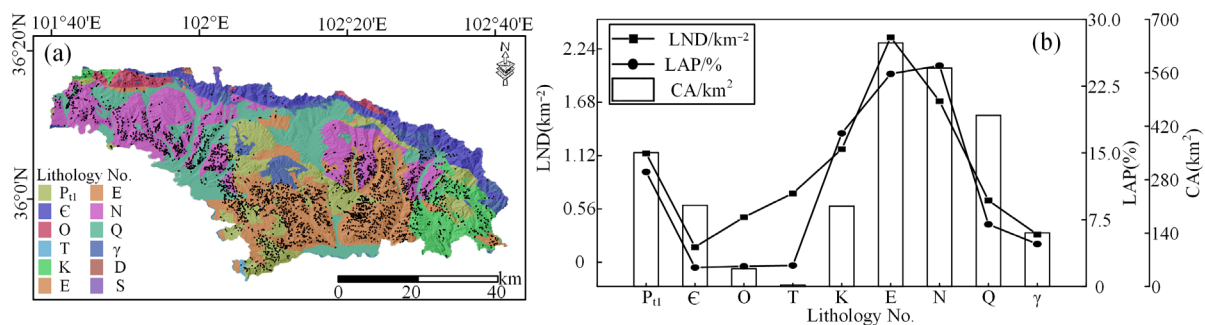 101°40'E 102°E 102°20'E 102°40'E
36°20'N
36°0'N
(a)
N
Lithology No.
Pt1 E
Є N
O Q
T γ
K D
E S
km
0 20 40
(b)
LND/km⁻²
LAP/%
CA/km²
LND(km⁻²)
2.24
1.68
1.12
0.56
0
LAP(%)
30.0
22.5
15.0
7.5
0
CA(km²)
700
560
420
280
140
0
Pt1 Є O T K E N Q γ
Lithology No.